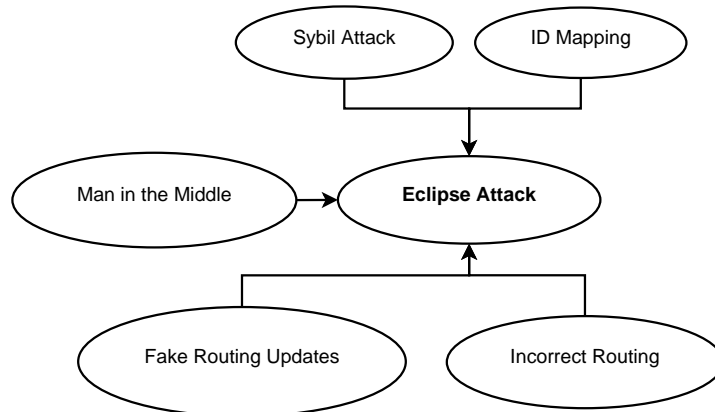 Sybil Attack
ID Mapping
Man in the Middle
Eclipse Attack
Fake Routing Updates
Incorrect Routing